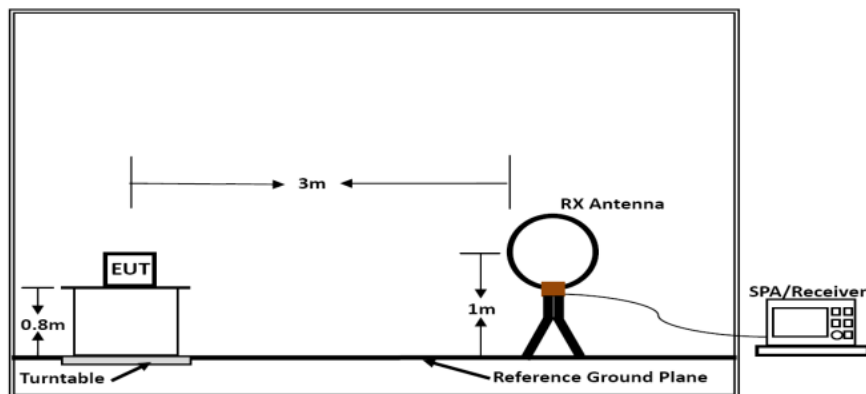 3m
RX Antenna
EUT
SPA/Receiver
0.8m
1m
Turntable
Reference Ground Plane